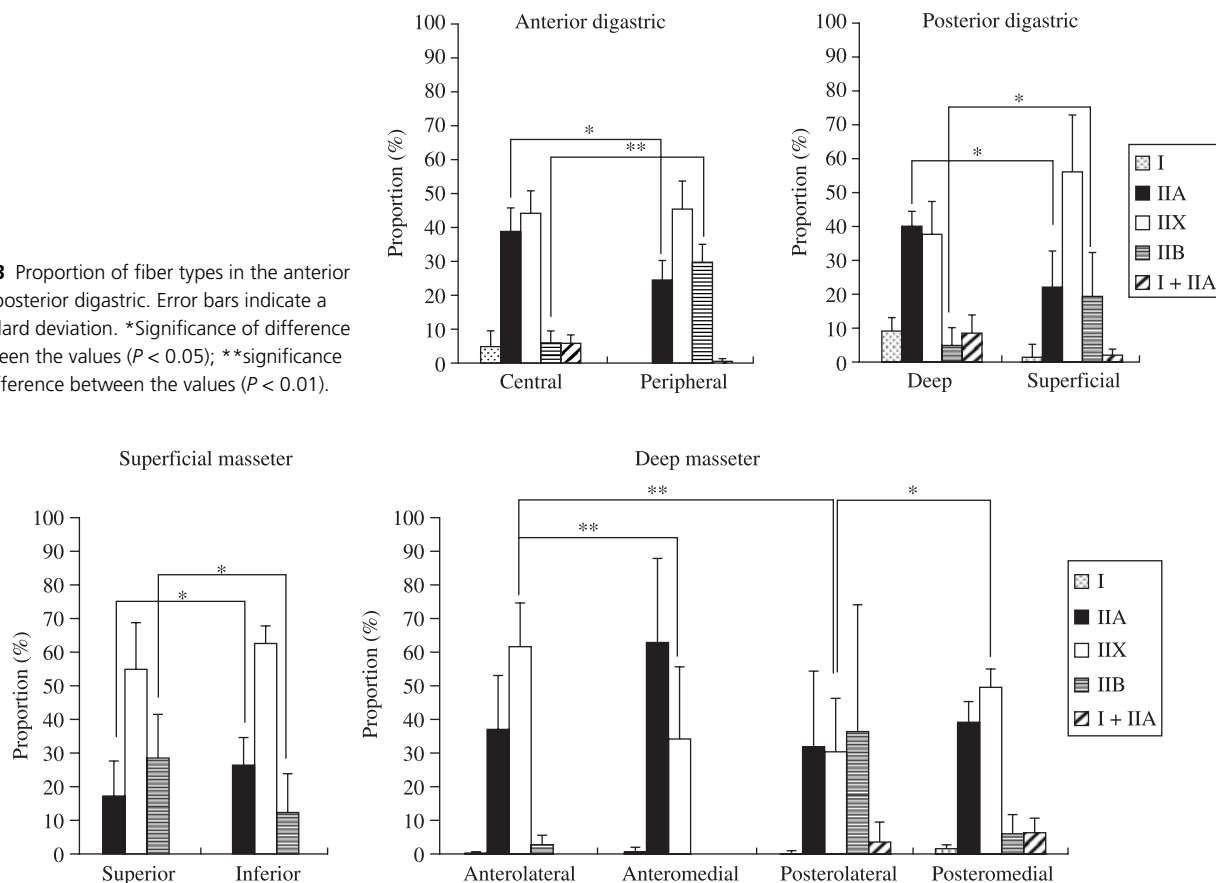 Anterior digastric
100
90
80
70
60
50
40
30
20
10
0
Proportion (%)
*
**
Central
Peripheral
Posterior digastric
100
90
80
70
60
50
40
30
20
10
0
Proportion (%)
*
*
Deep
Superficial
I
IIA
IIX
IIB
I + IIA
3 Proportion of fiber types in the anterior
posterior digastric. Error bars indicate a
deviation. *Significance of difference
the values (P < 0.05); **significance
difference between the values (P < 0.01).
Superficial masseter
100
90
80
70
60
50
40
30
20
10
0
Proportion (%)
*
*
Superior
Inferior
Deep masseter
100
90
80
70
60
50
40
30
20
10
0
Proportion (%)
**
**
*
Anterolateral
Anteromedial
Posterolateral
Posteromedial
I
IIA
IIX
IIB
I + IIA